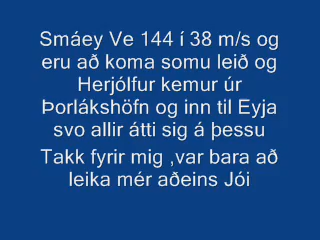 Smáey Ve 144 í 38 m/s og
eru að koma somu leið og
Herjólfur kemur úr
Þorlákshöfn og inn til Eyja
svo allir átti sig á þessu
Takk fyrir mig ,var bara að
leika mér aðeins Jói